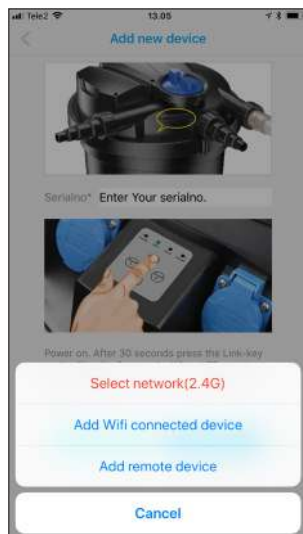 Tele2
13.05
Add new device
Serialno* Enter Your serialno.
Power on. After 30 seconds press the Link-key
Select network(2.4G)
Add Wifi connected device
Add remote device
Cancel